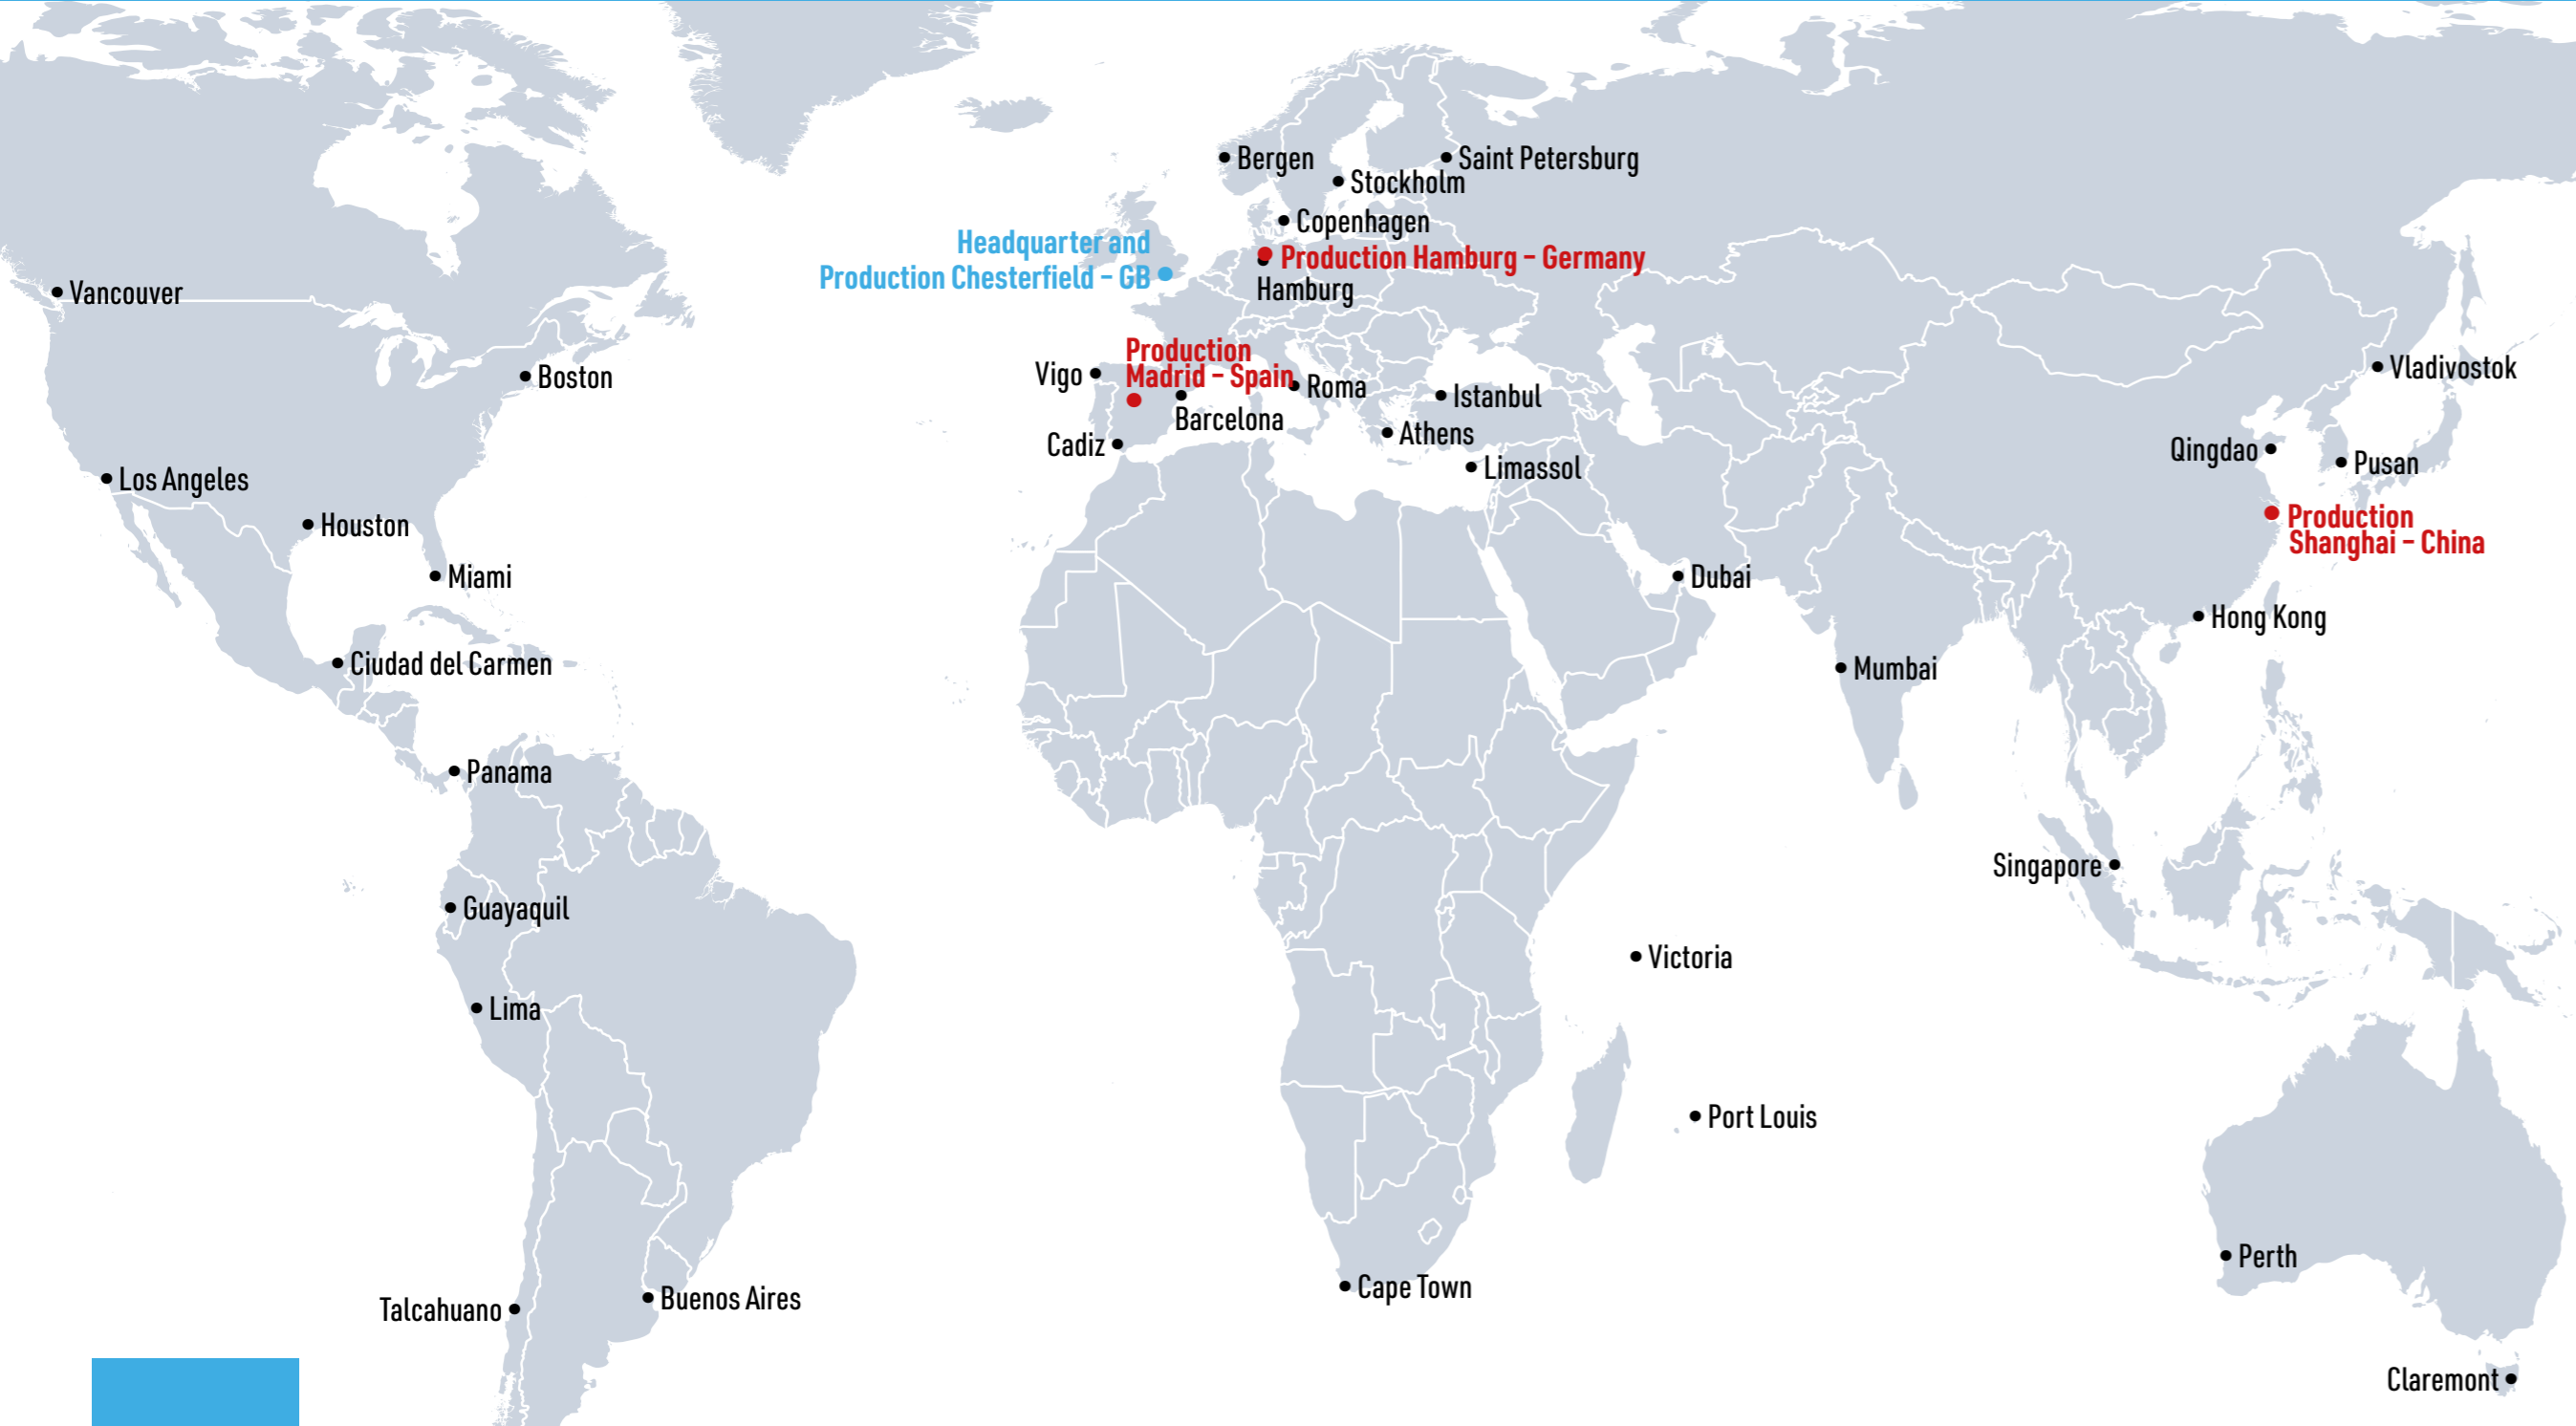 Bergen
Saint Petersburg
Stockholm
Copenhagen
Headquarter and
Production Chesterfield – GB
Production Hamburg – Germany
Hamburg
Vancouver
Boston
Vigo
Production
Madrid – Spain
Roma
Barcelona
Cadiz
Istanbul
Athens
Limassol
Vladivostok
Qingdao
Pusan
Production
Shanghai – China
Los Angeles
Houston
Miami
Dubai
Hong Kong
Ciudad del Carmen
Mumbai
Panama
Singapore
Guayaquil
Victoria
Lima
Port Louis
Perth
Cape Town
Talcahuano
Buenos Aires
Claremont